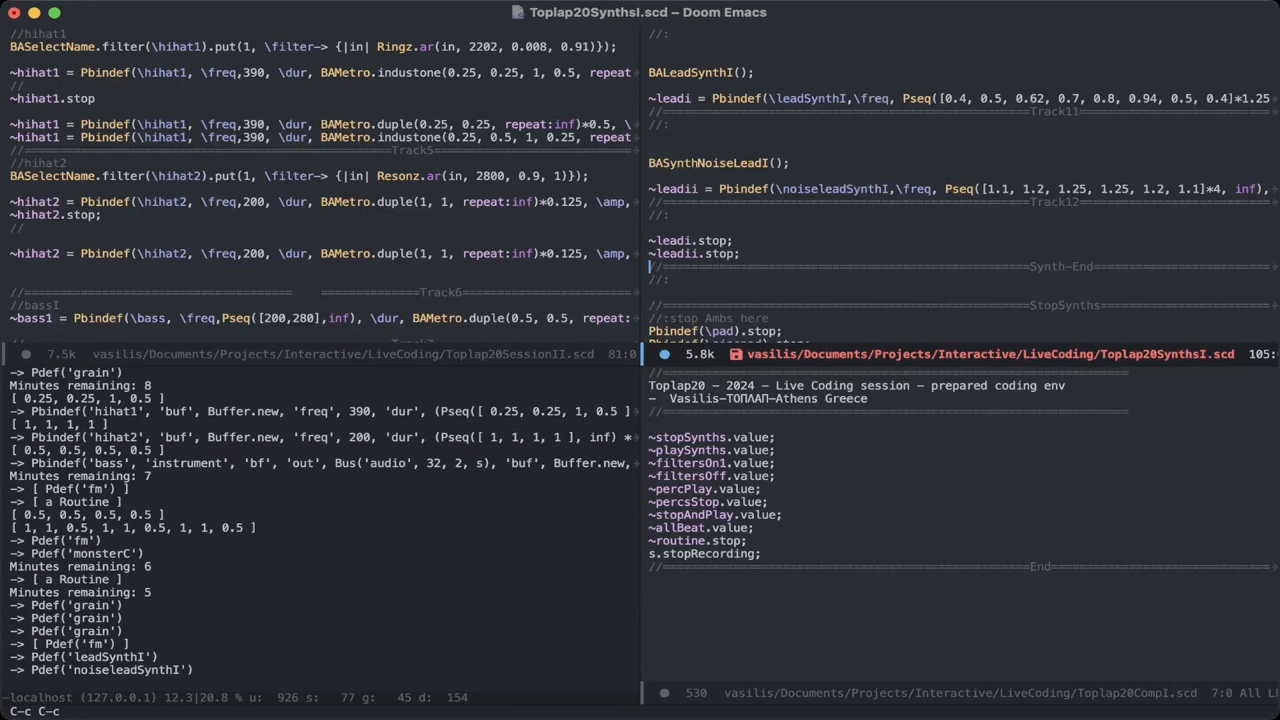 Toplap20SynthsI.scd – Doom Emacs
//hihat1
BASelectName.filter(\hihat1).put(1, \filter-> {|in| Ringz.ar(in, 2202, 0.008, 0.91)});
~hihat1 = Pbindef(\hihat1, \freq,390, \dur, BAMetro.industone(0.25, 0.25, 1, 0.5, repeat
//
~hihat1.stop
~hihat1 = Pbindef(\hihat1, \freq,390, \dur, BAMetro.duple(0.25, 0.25, repeat:inf)*0.5, \
~hihat1 = Pbindef(\hihat1, \freq,390, \dur, BAMetro.industone(0.25, 0.5, 1, 0.25, repeat
//==================================================Track5==============================
//hihat2
BASelectName.filter(\hihat2).put(1, \filter-> {|in| Resonz.ar(in, 2800, 0.9, 1)});
~hihat2 = Pbindef(\hihat2, \freq,200, \dur, BAMetro.duple(1, 1, repeat:inf)*0.125, \amp,
~hihat2.stop;
//
~hihat2 = Pbindef(\hihat2, \freq,200, \dur, BAMetro.duple(1, 1, repeat:inf)*0.125, \amp,
//===================================    ===============Track6==========================
//bassI
~bass1 = Pbindef(\bass, \freq,Pseq([200,280],inf), \dur, BAMetro.duple(0.5, 0.5, repeat:
7.5k vasilis/Documents/Projects/Interactive/LiveCoding/Toplap20SessionII.scd 81:0
-> Pdef('grain')
Minutes remaining: 8
[ 0.25, 0.25, 1, 0.5 ]
-> Pbindef('hihat1', 'buf', Buffer.new, 'freq', 390, 'dur', (Pseq([ 0.25, 0.25, 1, 0.5 ]
[ 1, 1, 1, 1 ]
-> Pbindef('hihat2', 'buf', Buffer.new, 'freq', 200, 'dur', (Pseq([ 1, 1, 1, 1 ], inf) *
[ 0.5, 0.5, 0.5, 0.5 ]
-> Pbindef('bass', 'instrument', 'bf', 'out', Bus('audio', 32, 2, s), 'buf', Buffer.new,
Minutes remaining: 7
-> [ Pdef('fm') ]
-> [ a Routine ]
[ 0.5, 0.5, 0.5, 0.5 ]
[ 1, 1, 0.5, 1, 1, 0.5, 1, 1, 0.5 ]
-> Pdef('fm')
-> Pdef('monsterC')
Minutes remaining: 6
-> [ a Routine ]
Minutes remaining: 5
-> Pdef('grain')
-> Pdef('grain')
-> Pdef('grain')
-> [ Pdef('fm') ]
-> Pdef('leadSynthI')
-> Pdef('noiseleadSynthI')
-localhost (127.0.0.1) 12.3|20.8 % u: 926 s: 77 g: 45 d: 154
C-c C-c
//:
BALeadSynthI();
~leadi = Pbindef(\leadSynthI,\freq, Pseq([0.4, 0.5, 0.62, 0.7, 0.8, 0.94, 0.5, 0.4]*1.25
//==================================================Track11=============================
//:
BASynthNoiseLeadI();
~leadii = Pbindef(\noiseleadSynthI,\freq, Pseq([1.1, 1.2, 1.25, 1.25, 1.2, 1.1]*4, inf),
//==================================================Track12=============================
//:
~leadi.stop;
~leadii.stop;
//==================================================Synth-End===========================
//:
//==================================================StopSynths==========================
//:stop Ambs here
Pbindef(\pad).stop;
5.8k vasilis/Documents/Projects/Interactive/LiveCoding/Toplap20SynthsI.scd 105:
//===============================================================
Toplap20 – 2024 – Live Coding session – prepared coding env
– Vasilis–ΤΟΠΛΑΠ–Athens Greece
//===============================================================
~stopSynths.value;
~playSynths.value;
~filtersOn1.value;
~filtersOff.value;
~percPlay.value;
~percsStop.value;
~stopAndPlay.value;
~allBeat.value;
~routine.stop;
s.stopRecording;
//==================================================End=================================
530 vasilis/Documents/Projects/Interactive/LiveCoding/Toplap20CompI.scd 7:0 All LF